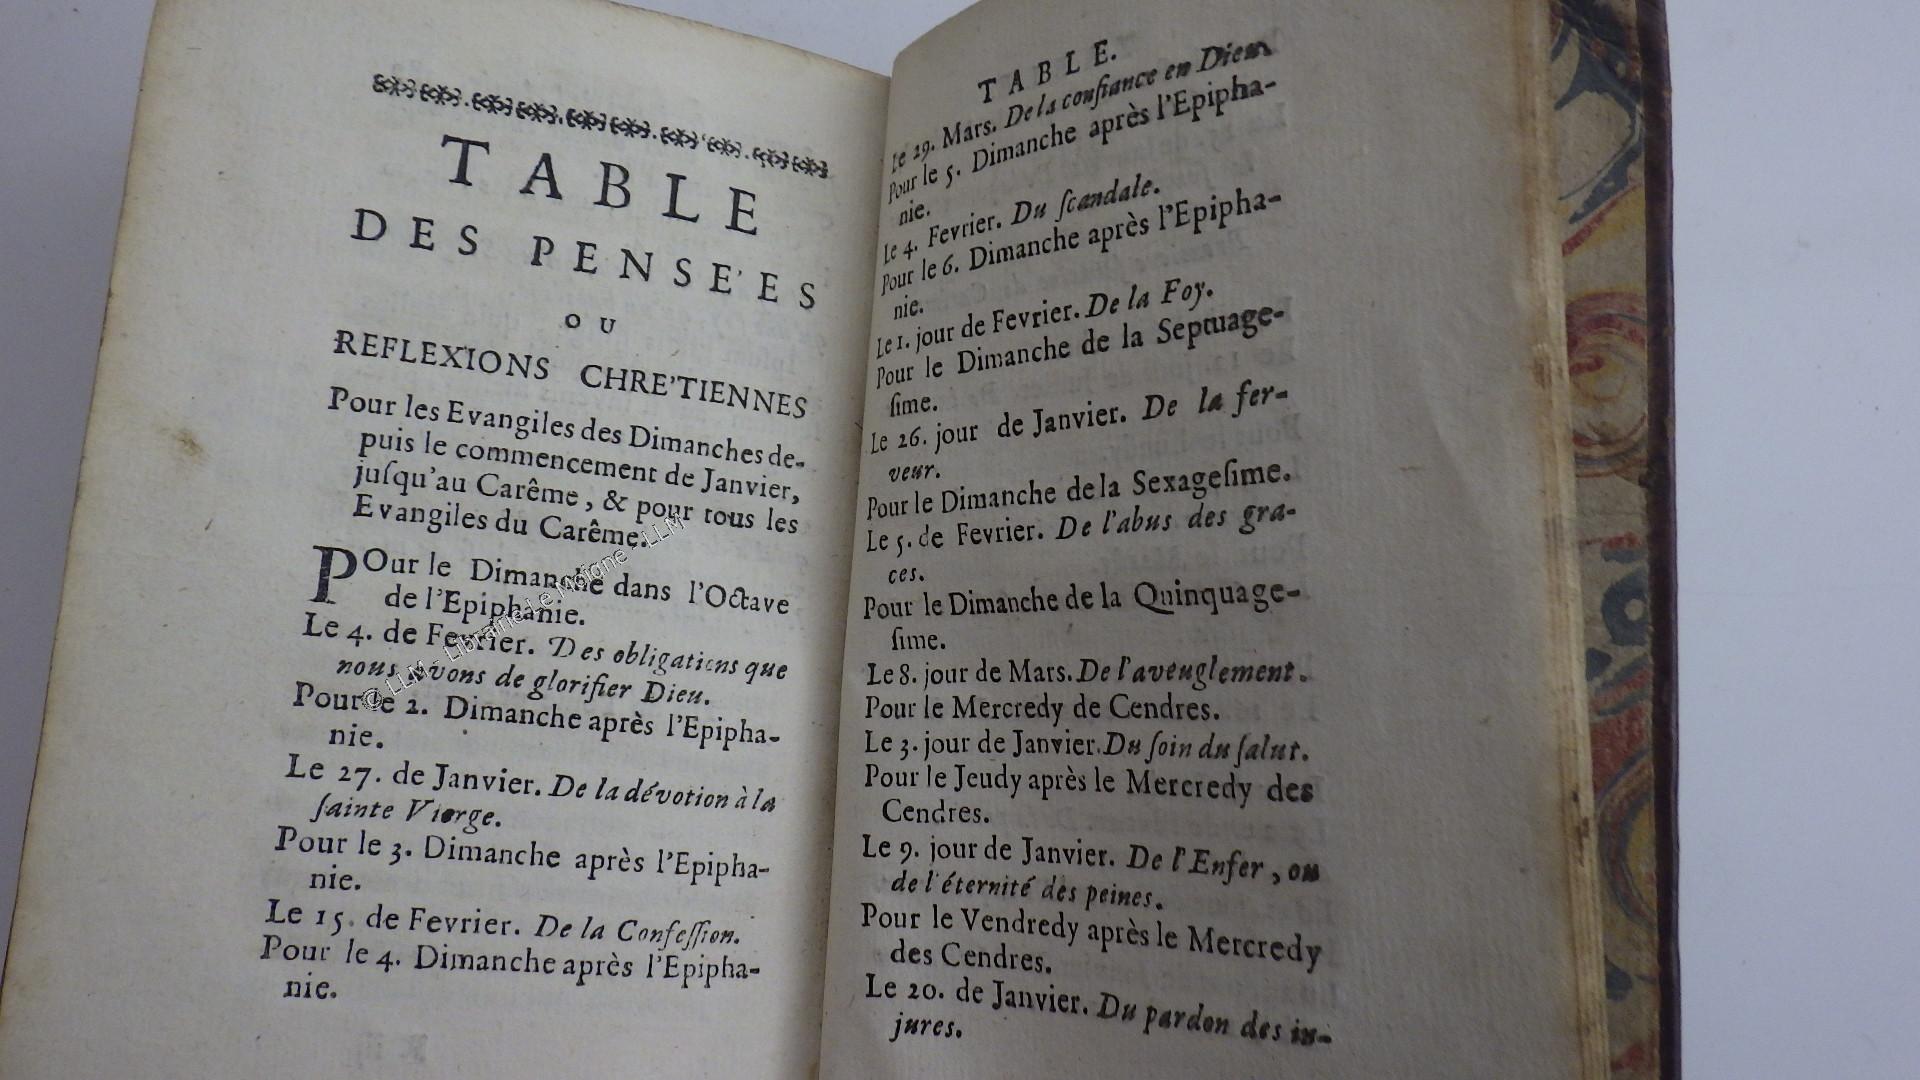 TABLE
DES PENSE'ES
OU
REFLEXIONS CHRE'TIENNES
Pour les Evangiles des Dimanches de-
puis le commencement de Janvier,
juſqu'au Carême, & pour tous les
Evangiles du Carême.
POur le Dimanche dans l'Octave
de l'Epiphanie.
Le 4. de Fevrier. Des obligations que
nous avons de glorifier Dieu.
Pour le 2. Dimanche après l'Epipha-
nie.
Le 27. de Janvier. De la dévotion à la
ſainte Vierge.
Pour le 3. Dimanche après l'Epipha-
nie.
Le 15. de Fevrier. De la Confeſſion.
Pour le 4. Dimanche après l'Epipha-
nie.
© LLM - Librairie Le Moigne - LLM
TABLE.
Le 29. Mars. De la confiance en Dieu
Pour le 5. Dimanche après l'Epipha-
nie.
Le 4. Fevrier. Du ſcandale.
Pour le 6. Dimanche après l'Epipha-
nie.
Le 1. jour de Fevrier. De la Foy.
Pour le Dimanche de la Septuage-
ſime.
Le 26. jour de Janvier. De la fer-
veur.
Pour le Dimanche de la Sexageſime.
Le 5. de Fevrier. De l'abus des gra-
ces.
Pour le Dimanche de la Quinquage-
ſime.
Le 8. jour de Mars. De l'aveuglement.
Pour le Mercredy de Cendres.
Le 3. jour de Janvier. Du ſoin du ſalut.
Pour le Jeudy après le Mercredy des
Cendres.
Le 9. jour de Janvier. De l'Enfer, ou
de l'éternité des peines.
Pour le Vendredy après le Mercredy
des Cendres.
Le 20. de Janvier. Du pardon des in-
jures.